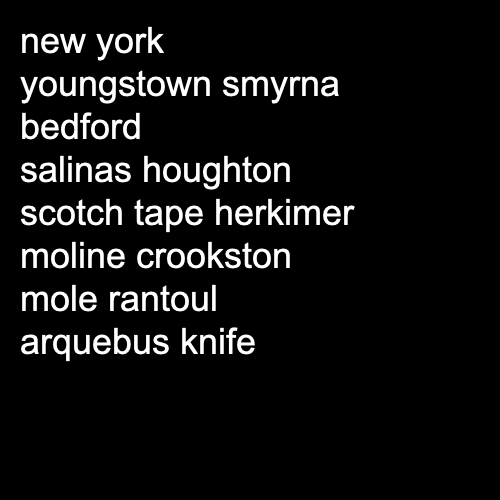 new york
youngstown smyrna
bedford
salinas houghton
scotch tape herkimer
moline crookston
mole rantoul
arquebus knife